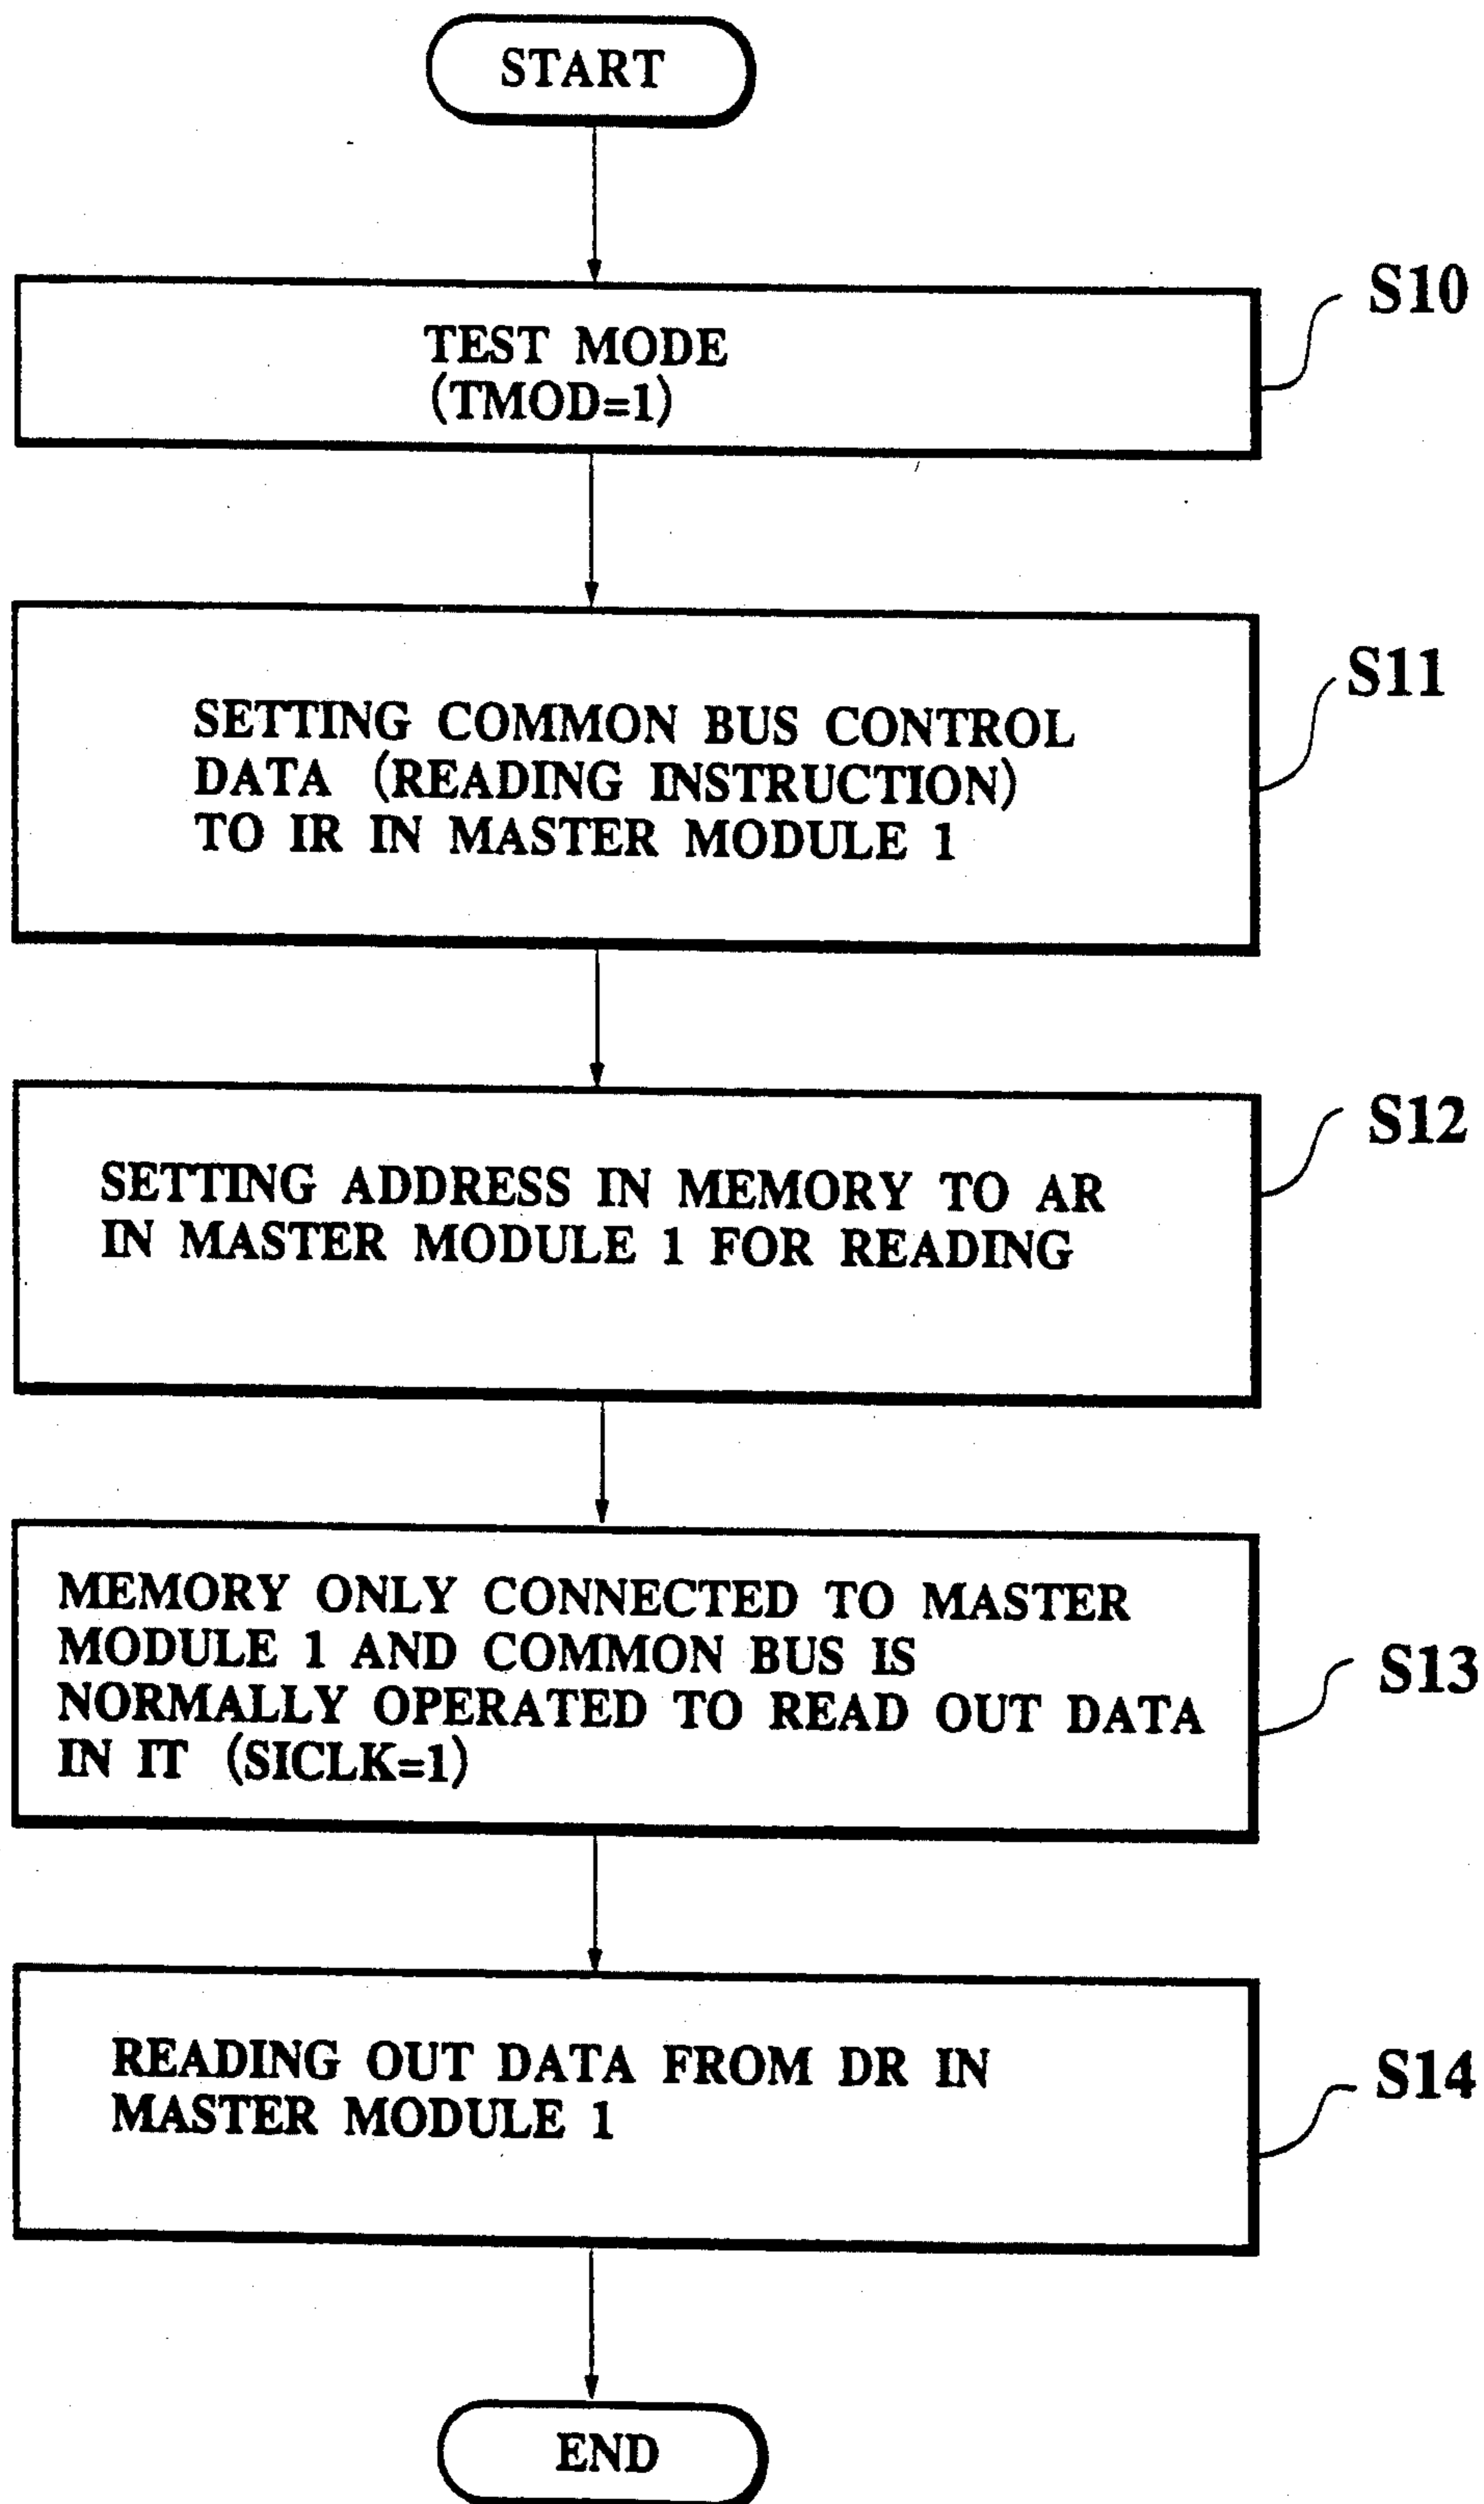 START
S10
TEST MODE
(TMOD=1)
S11
SETTING COMMON BUS CONTROL
DATA (READING INSTRUCTION)
TO IR IN MASTER MODULE 1
S12
SETTING ADDRESS IN MEMORY TO AR
IN MASTER MODULE 1 FOR READING
MEMORY ONLY CONNECTED TO MASTER
MODULE 1 AND COMMON BUS IS
S13
NORMALLY OPERATED TO READ OUT DATA
IN IT (SICLK=1)
READING OUT DATA FROM DR IN
S14
MASTER MODULE 1
END